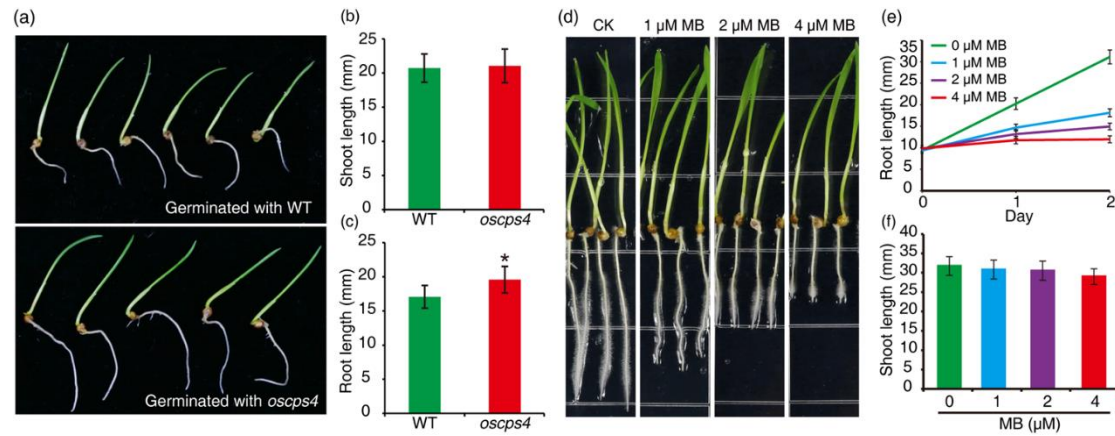 (a)
Germinated with WT
Germinated with oscps4
(b)
Shoot length (mm)
25
20
15
10
5
0
WT
oscps4
(c)
Root length (mm)
25
20
15
10
5
0
*
WT
oscps4
(d)
CK
1 µM MB
2 µM MB
4 µM MB
(e)
Root length (mm)
35
30
20
15
10
5
0
0 µM MB
1 µM MB
2 µM MB
4 µM MB
0
1
2
Day
(f)
Shoot length (mm)
35
30
25
20
15
10
5
0
0
1
2
4
MB (µM)